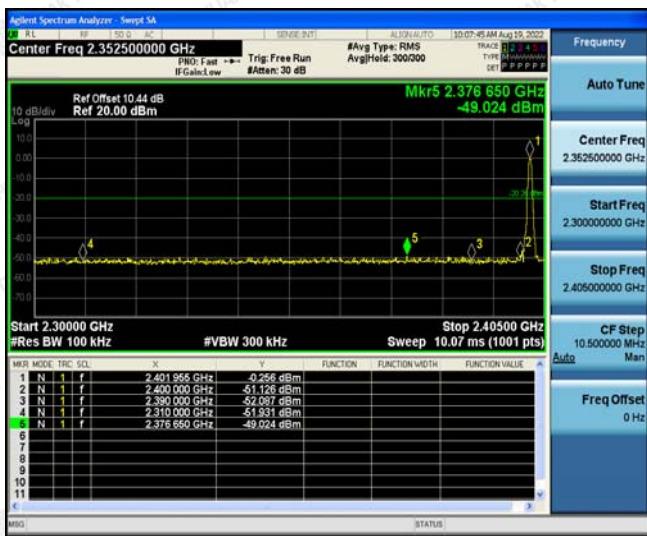 Agilent Spectrum Analyzer - Swept SA
RL RF 50 Ω AC SENSE:INT ALIGNAUTO 10:07:45 AM Aug 19, 2022
Center Freq 2.352500000 GHz #Avg Type: RMS TRACE 1 2 3 4 5 6
PNO: Fast Trig: Free Run Avg|Hold: 300/300 TYPE
IFGain:Low #Atten: 30 dB DET P P P P P P
Mkr5 2.376 650 GHz
Ref Offset 10.44 dB
10 dB/div Ref 20.00 dBm -49.024 dBm
Log
10.0
0.00
-10.0
-20.0
-30.0
-40.0
-50.0
-60.0
-70.0
1
4
5
3
2
Start 2.30000 GHz Stop 2.40500 GHz
#Res BW 100 kHz #VBW 300 kHz Sweep 10.07 ms (1001 pts)
MKR MODE TRC SCL X Y FUNCTION FUNCTION WIDTH FUNCTION VALUE
1 N 1 f 2.401 955 GHz -0.256 dBm
2 N 1 f 2.400 000 GHz -51.126 dBm
3 N 1 f 2.390 000 GHz -52.087 dBm
4 N 1 f 2.310 000 GHz -51.931 dBm
5 N 1 f 2.376 650 GHz -49.024 dBm
6
7
8
9
10
11
MSG STATUS
Frequency
Auto Tune
Center Freq
2.352500000 GHz
Start Freq
2.300000000 GHz
Stop Freq
2.405000000 GHz
CF Step
10.500000 MHz
Auto Man
Freq Offset
0 Hz